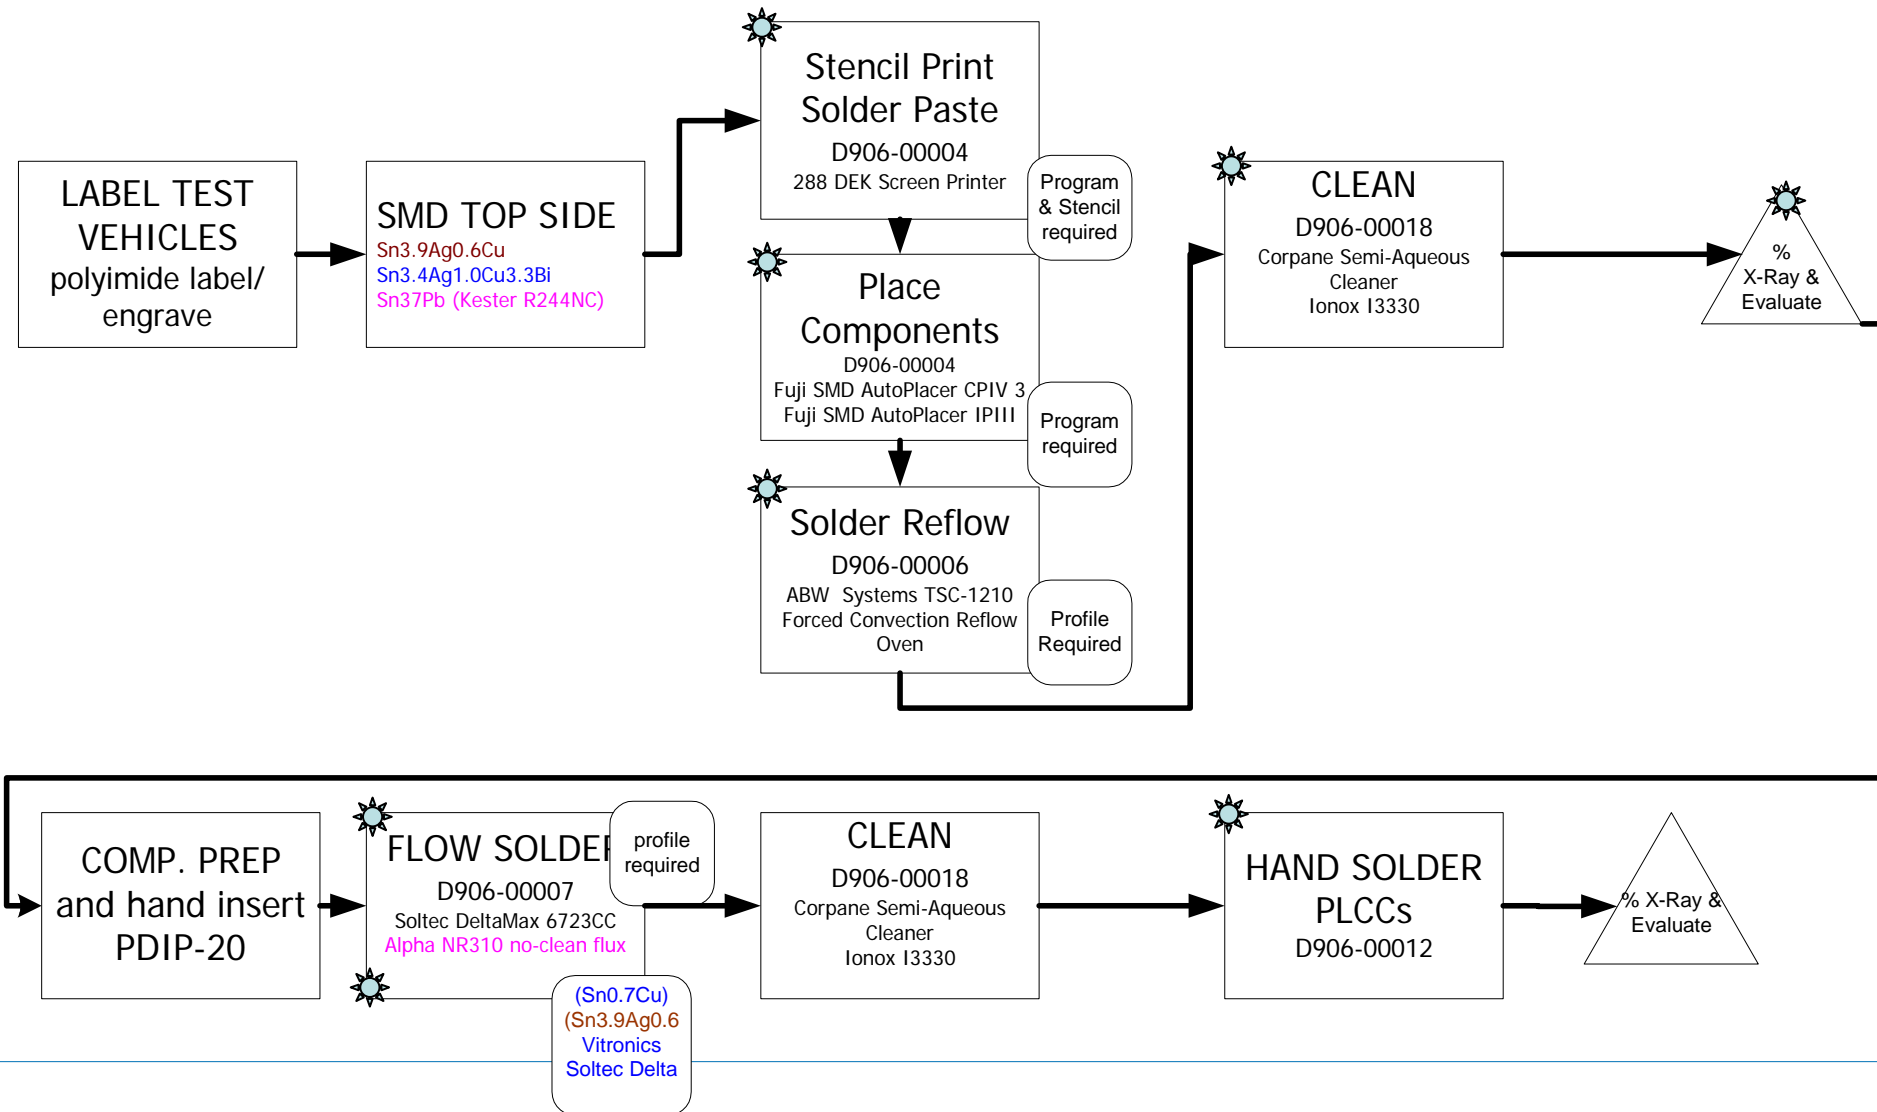 LABEL TEST
VEHICLES
polyimide label/
engrave
SMD TOP SIDE
Sn3.9Ag0.6Cu
Sn3.4Ag1.0Cu3.3Bi
Sn37Pb (Kester R244NC)
Stencil Print
Solder Paste
D906-00004
288 DEK Screen Printer
Program
& Stencil
required
Place
Components
D906-00004
Fuji SMD AutoPlacer CPIV 3
Fuji SMD AutoPlacer IPIII
Program
required
Solder Reflow
D906-00006
ABW Systems TSC-1210
Forced Convection Reflow
Oven
Profile
Required
CLEAN
D906-00018
Corpane Semi-Aqueous
Cleaner
Ionox I3330
%
X-Ray &
Evaluate
COMP. PREP
and hand insert
PDIP-20
FLOW SOLDER
D906-00007
Soltec DeltaMax 6723CC
Alpha NR310 no-clean flux
profile
required
(Sn0.7Cu)
(Sn3.9Ag0.6
Vitronics
Soltec Delta
CLEAN
D906-00018
Corpane Semi-Aqueous
Cleaner
Ionox I3330
HAND SOLDER
PLCCs
D906-00012
% X-Ray &
Evaluate